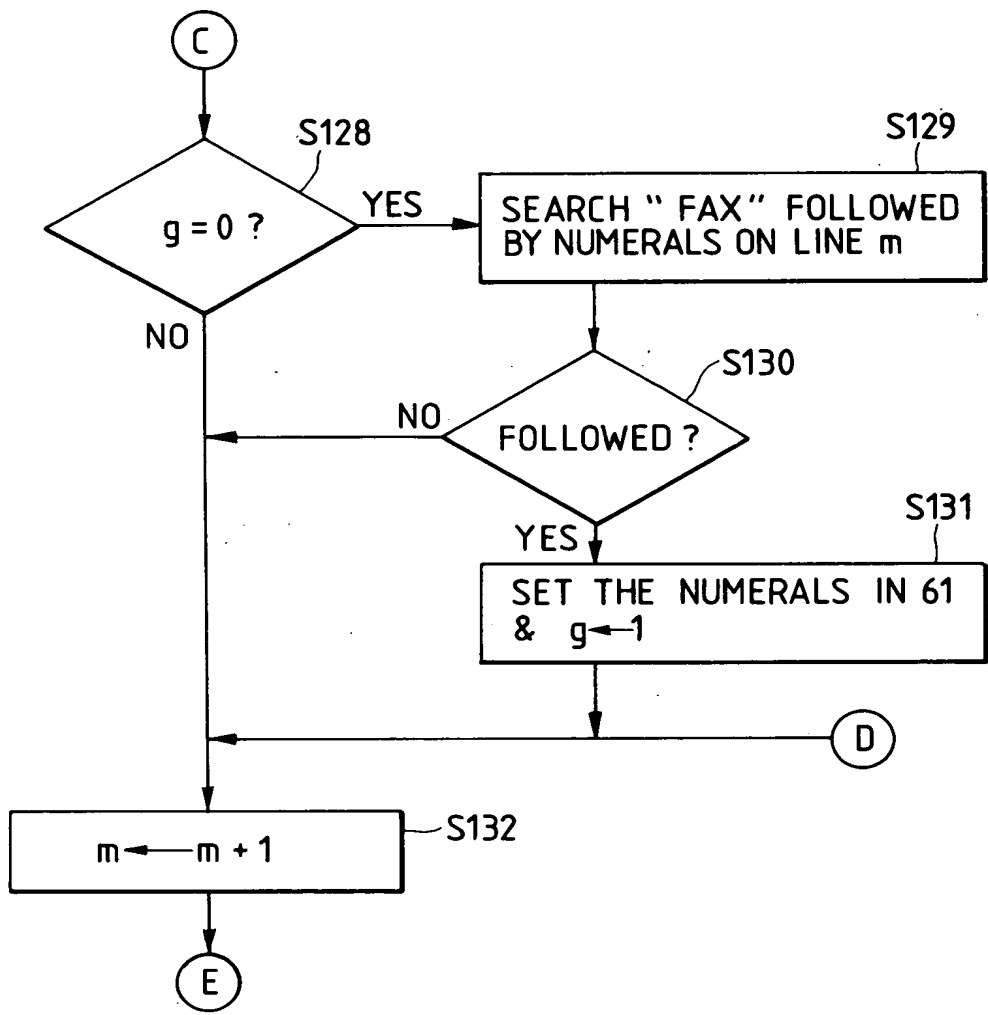 C
S128
g = 0 ?
YES
NO
S129
SEARCH " FAX" FOLLOWED
BY NUMERALS ON LINE m
S130
NO
FOLLOWED ?
YES
S131
SET THE NUMERALS IN 61
& g←1
D
S132
m←m + 1
E